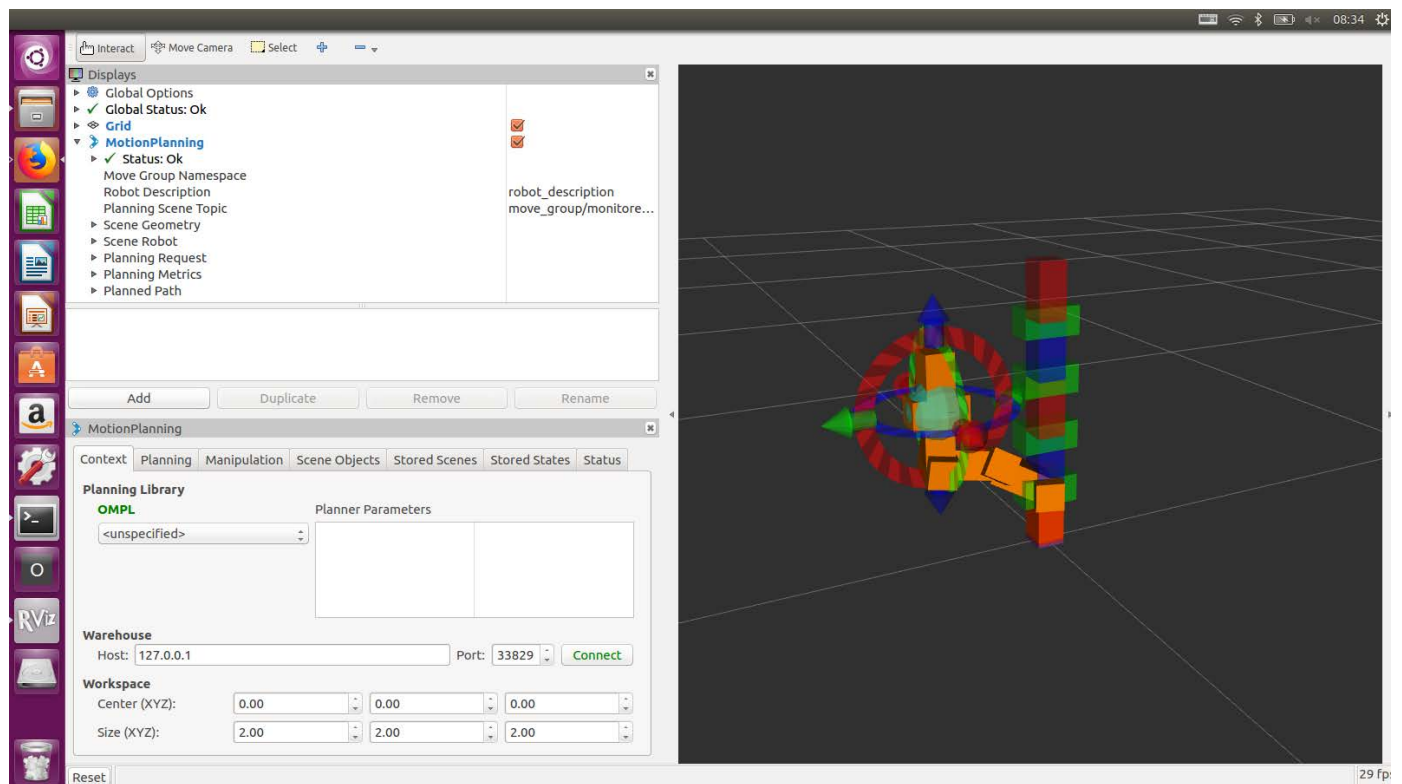 08:34
Interact Move Camera Select
Displays
Global Options
Global Status: Ok
Grid
MotionPlanning
Status: Ok
Move Group Namespace
Robot Description robot_description
Planning Scene Topic move_group/monitore...
Scene Geometry
Scene Robot
Planning Request
Planning Metrics
Planned Path
Add Duplicate Remove Rename
MotionPlanning
Context Planning Manipulation Scene Objects Stored Scenes Stored States Status
Planning Library
OMPL Planner Parameters
<unspecified>
Warehouse
Host: 127.0.0.1 Port: 33829 Connect
Workspace
Center (XYZ): 0.00 0.00 0.00
Size (XYZ): 2.00 2.00 2.00
Reset 29 fps
A
a
>_
O
RViz